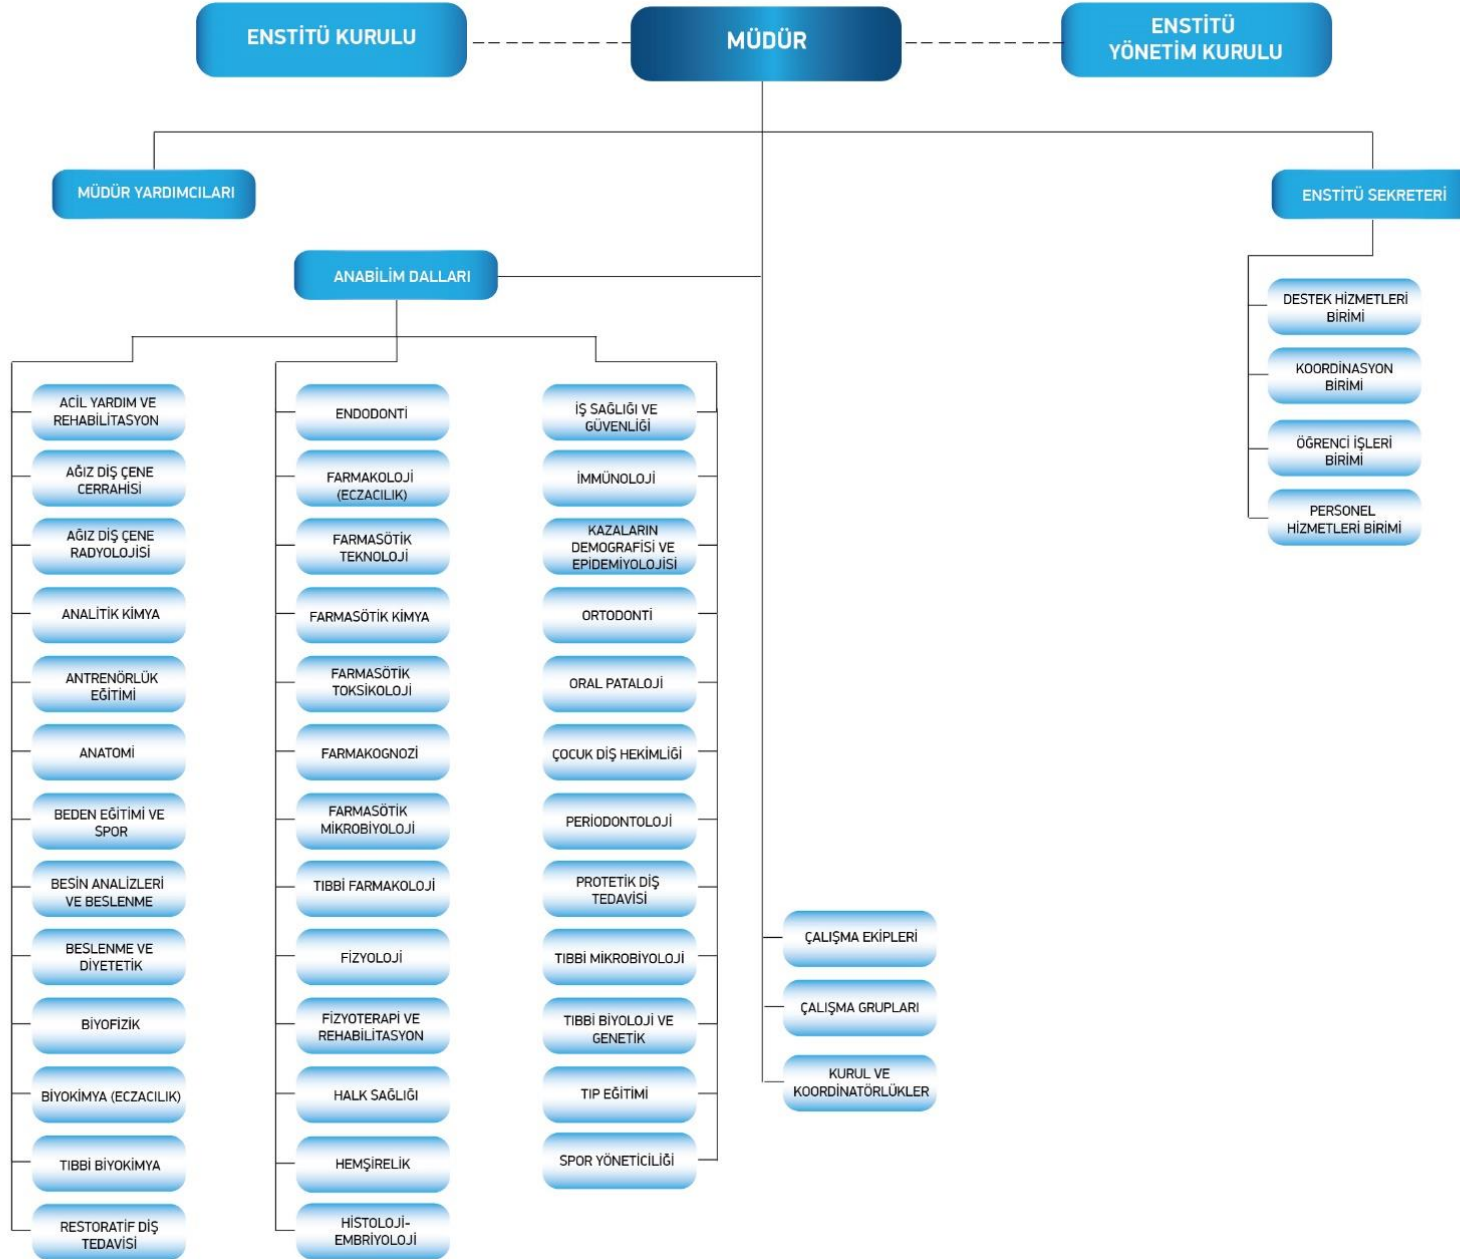 ENSTİTÜ KURULU
MÜDÜR
ENSTİTÜ
YÖNETİM KURULU
MÜDÜR YARDIMCILARI
ENSTİTÜ SEKRETERİ
ANABİLİM DALLARI
ACİL YARDIM VE
REHABİLİTASYON
AĞIZ DİŞ ÇENE
CERRAHİSİ
AĞIZ DİŞ ÇENE
RADYOLOJİSİ
ANALİTİK KİMYA
ANTRENÖRLÜK
EĞİTİMİ
ANATOMİ
BEDEN EĞİTİMİ VE
SPOR
BESİN ANALİZLERİ
VE BESLENME
BESLENME VE
DİYETETİK
BİYOFİZİK
BİYOKİMYA (ECZACILIK)
TIBBİ BİYOKİMYA
RESTORATİF DİŞ
TEDAVİSİ
ENDODONTİ
FARMAKOLOJİ
(ECZACILIK)
FARMASÖTİK
TEKNOLOJİ
FARMASÖTİK KİMYA
FARMASÖTİK
TOKSİKOLOJİ
FARMAKOGNOZİ
FARMASÖTİK
MİKROBİYOLOJİ
TIBBİ FARMAKOLOJİ
FİZYOLOJİ
FİZYOTERAPİ VE
REHABİLİTASYON
HALK SAĞLIĞI
HEMŞİRELİK
HİSTOLOJİ-
EMBRİYOLOJİ
İŞ SAĞLIĞI VE
GÜVENLİĞİ
İMMÜNOLOJİ
KAZALARIN
DEMOGRAFİSİ VE
EPİDEMİYOLOJİSİ
ORTODONTİ
ORAL PATALOJİ
ÇOCUK DİŞ HEKİMLİĞİ
PERİODONTOLOJİ
PROTETİK DİŞ
TEDAVİSİ
TIBBİ MİKROBİYOLOJİ
TIBBİ BİYOLOJİ VE
GENETİK
TIP EĞİTİMİ
SPOR YÖNETİCİLİĞİ
ÇALIŞMA EKİPLERİ
ÇALIŞMA GRUPLARI
KURUL VE
KOORDİNATÖRLÜKLER
DESTEK HİZMETLERİ
BİRİMİ
KOORDİNASYON
BİRİMİ
ÖĞRENCİ İŞLERİ
BİRİMİ
PERSONEL
HİZMETLERİ BİRİMİ